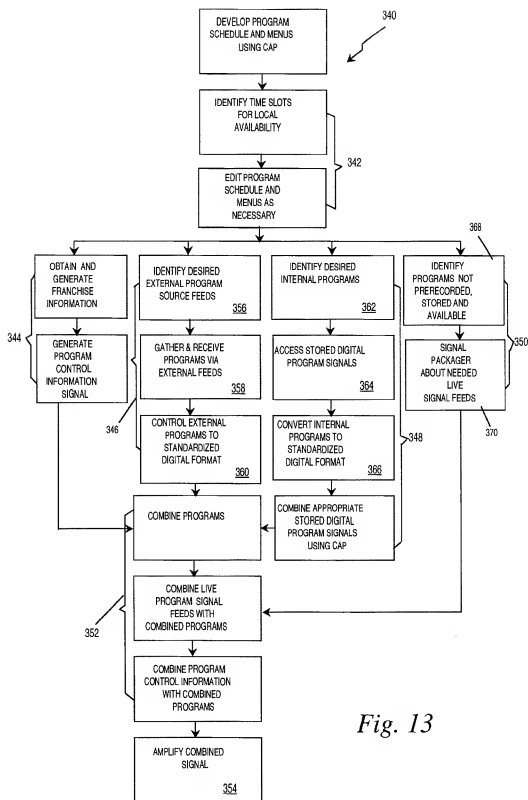 DEVELOP PROGRAM
SCHEDULE AND MENUS
USING CAP
340
IDENTIFY TIME SLOTS
FOR LOCAL
AVAILABILITY
342
EDIT PROGRAM
SCHEDULE AND
MENUS AS
NECESSARY
OBTAIN AND
GENERATE
FRANCHISE
INFORMATION
344
GENERATE
PROGRAM
CONTROL
INFORMATION
SIGNAL
IDENTIFY DESIRED
EXTERNAL PROGRAM
SOURCE FEEDS
356
GATHER & RECEIVE
PROGRAMS VIA
EXTERNAL FEEDS
358
346
CONTROL EXTERNAL
PROGRAMS TO
STANDARDIZED
DIGITAL FORMAT
360
IDENTIFY DESIRED
INTERNAL PROGRAMS
362
ACCESS STORED DIGITAL
PROGRAM SIGNALS
364
CONVERT INTERNAL
PROGRAMS TO
STANDARDIZED
DIGITAL FORMAT
366
348
COMBINE APPROPRIATE
STORED DIGITAL
PROGRAM SIGNALS
USING CAP
368
IDENTIFY
PROGRAMS NOT
PRERECORDED,
STORED AND
AVAILABLE
350
SIGNAL
PACKAGER
ABOUT NEEDED
LIVE
SIGNAL FEEDS
370
COMBINE PROGRAMS
352
COMBINE LIVE
PROGRAM SIGNAL
FEEDS WITH
COMBINED PROGRAMS
COMBINE PROGRAM
CONTROL INFORMATION
WITH COMBINED
PROGRAMS
AMPLIFY COMBINED
SIGNAL
354
Fig. 13